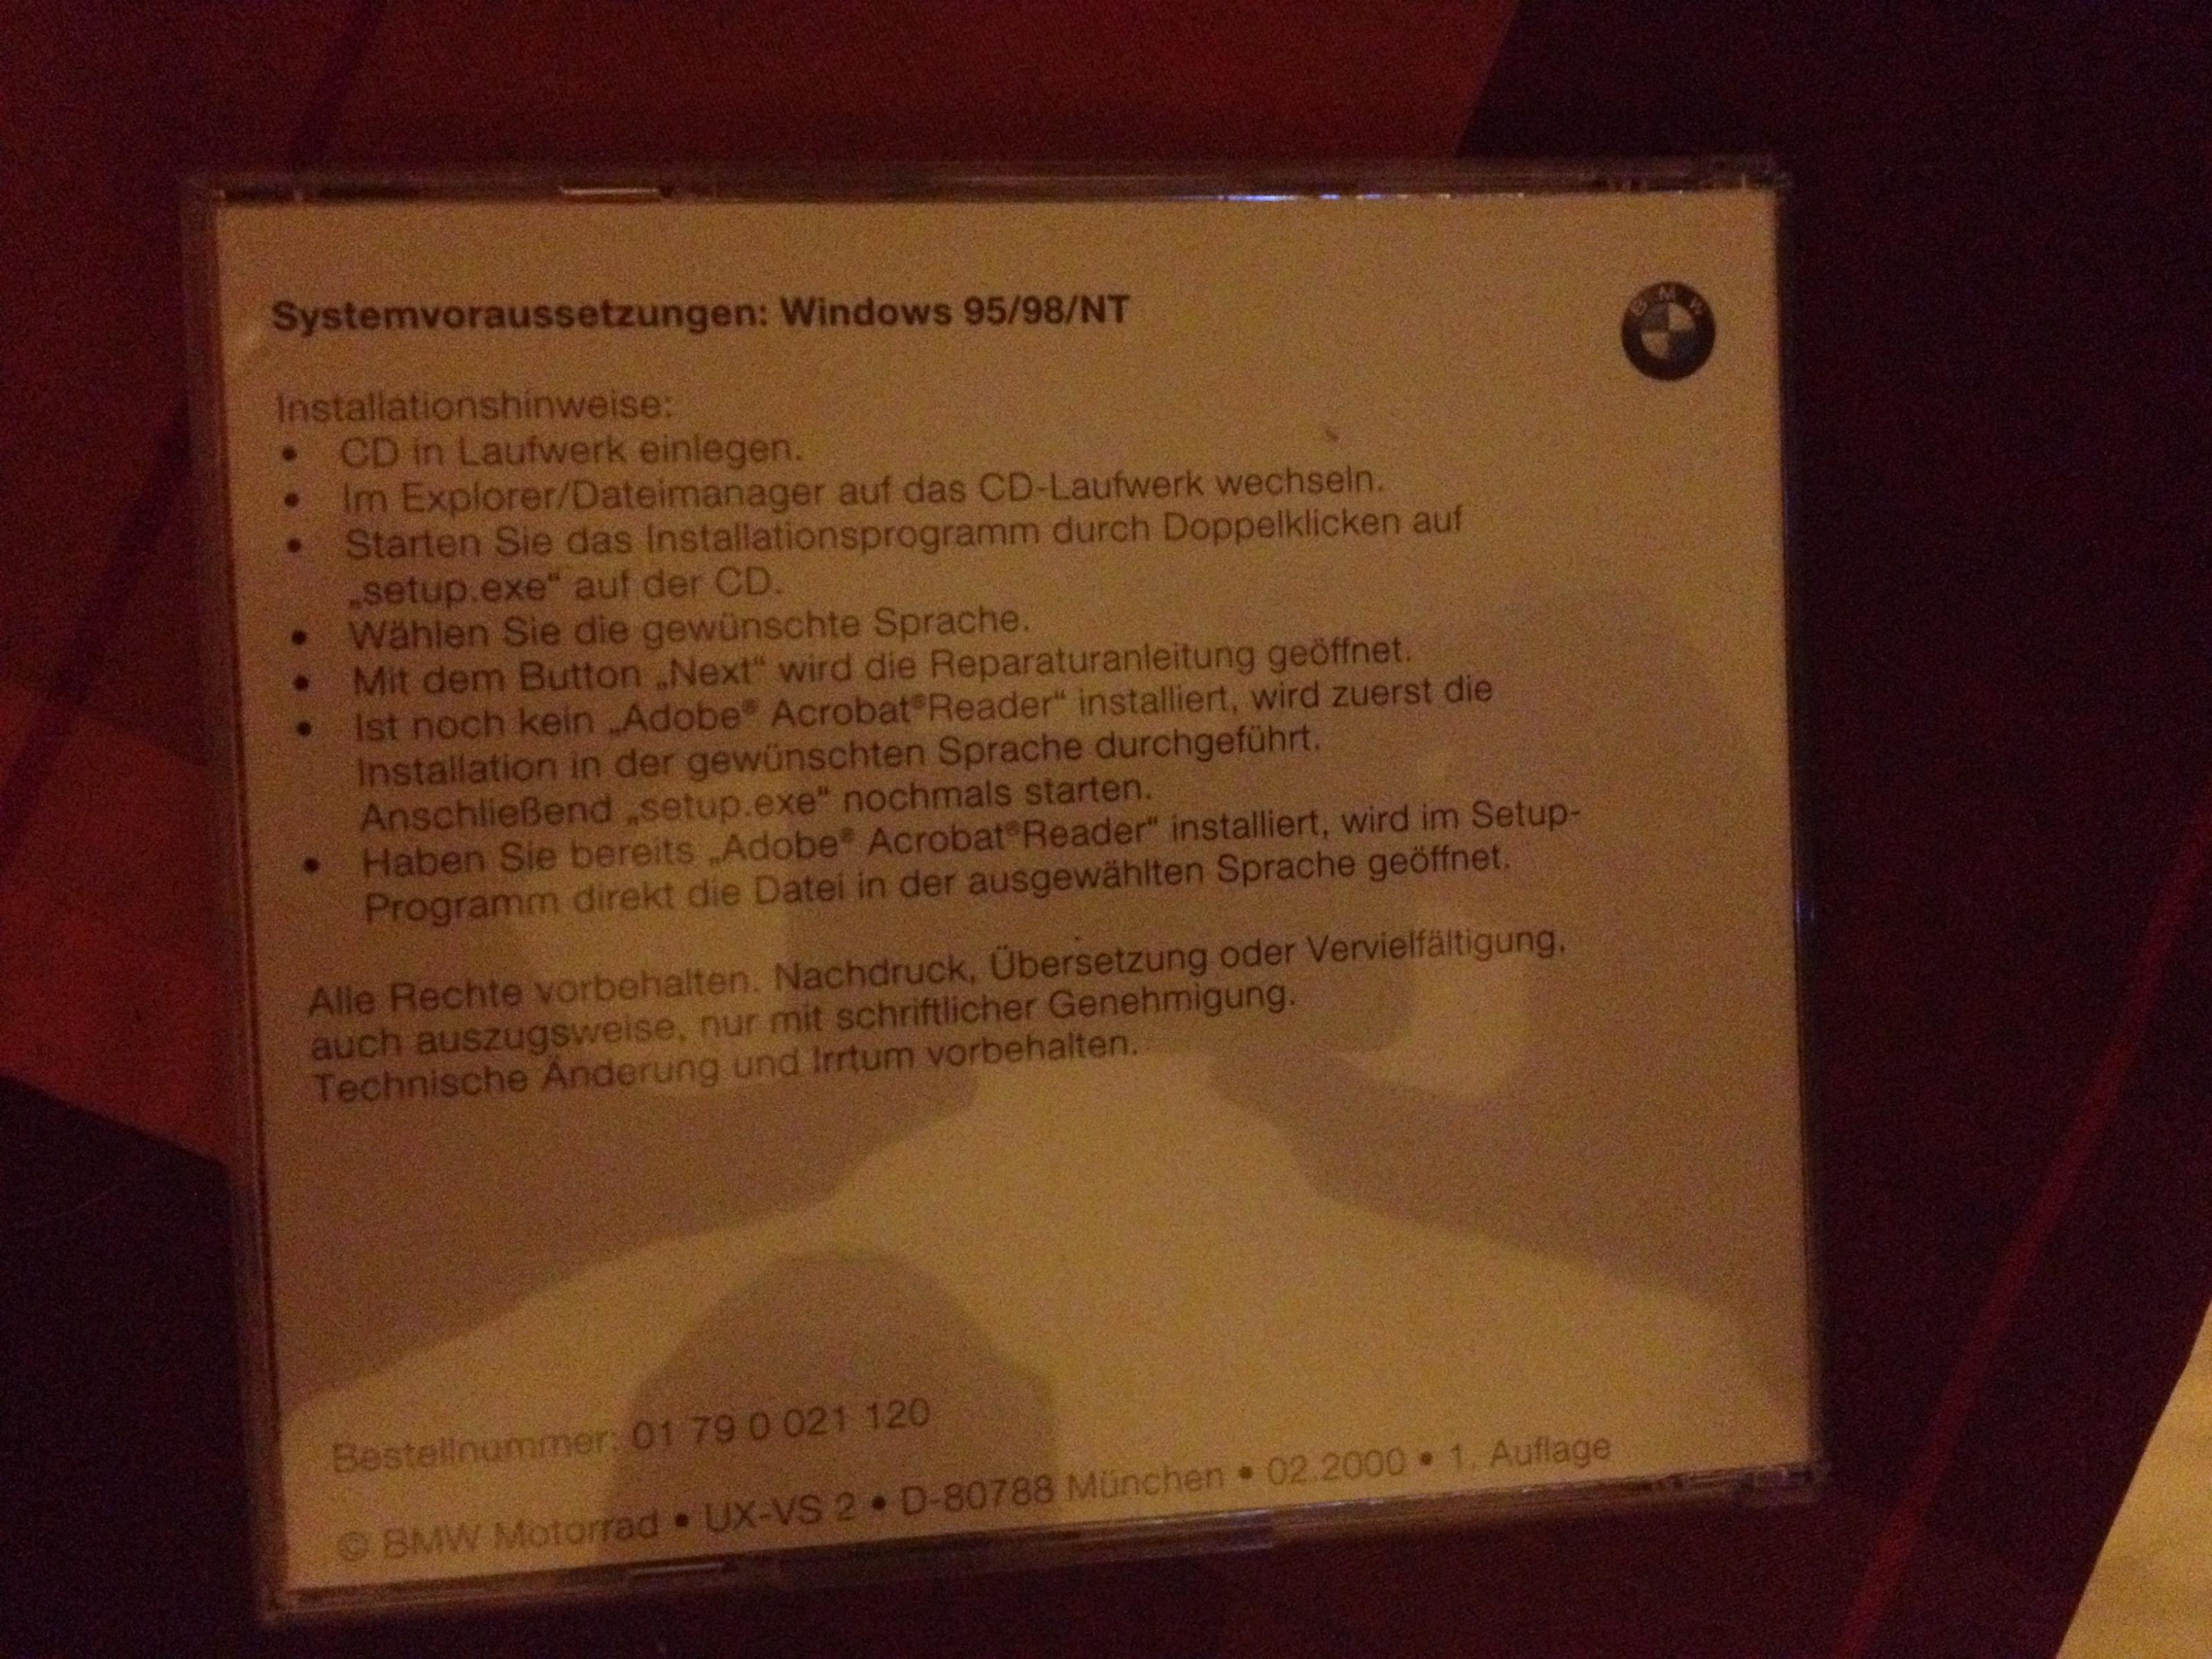 Systemvoraussetzungen: Windows 95/98/NT
BMW
Installationshinweise:
• CD in Laufwerk einlegen.
• Im Explorer/Dateimanager auf das CD-Laufwerk wechseln.
• Starten Sie das Installationsprogramm durch Doppelklicken auf
„setup.exe“ auf der CD.
• Wählen Sie die gewünschte Sprache.
• Mit dem Button „Next“ wird die Reparaturanleitung geöffnet.
• Ist noch kein „Adobe® Acrobat®Reader“ installiert, wird zuerst die
Installation in der gewünschten Sprache durchgeführt.
Anschließend „setup.exe“ nochmals starten.
• Haben Sie bereits „Adobe® Acrobat®Reader“ installiert, wird im Setup-
Programm direkt die Datei in der ausgewählten Sprache geöffnet.
Alle Rechte vorbehalten. Nachdruck, Übersetzung oder Vervielfältigung,
auch auszugsweise, nur mit schriftlicher Genehmigung.
Technische Änderung und Irrtum vorbehalten.
Bestellnummer: 01 79 0 021 120
© BMW Motorrad • UX-VS 2 • D-80788 München • 02.2000 • 1. Auflage